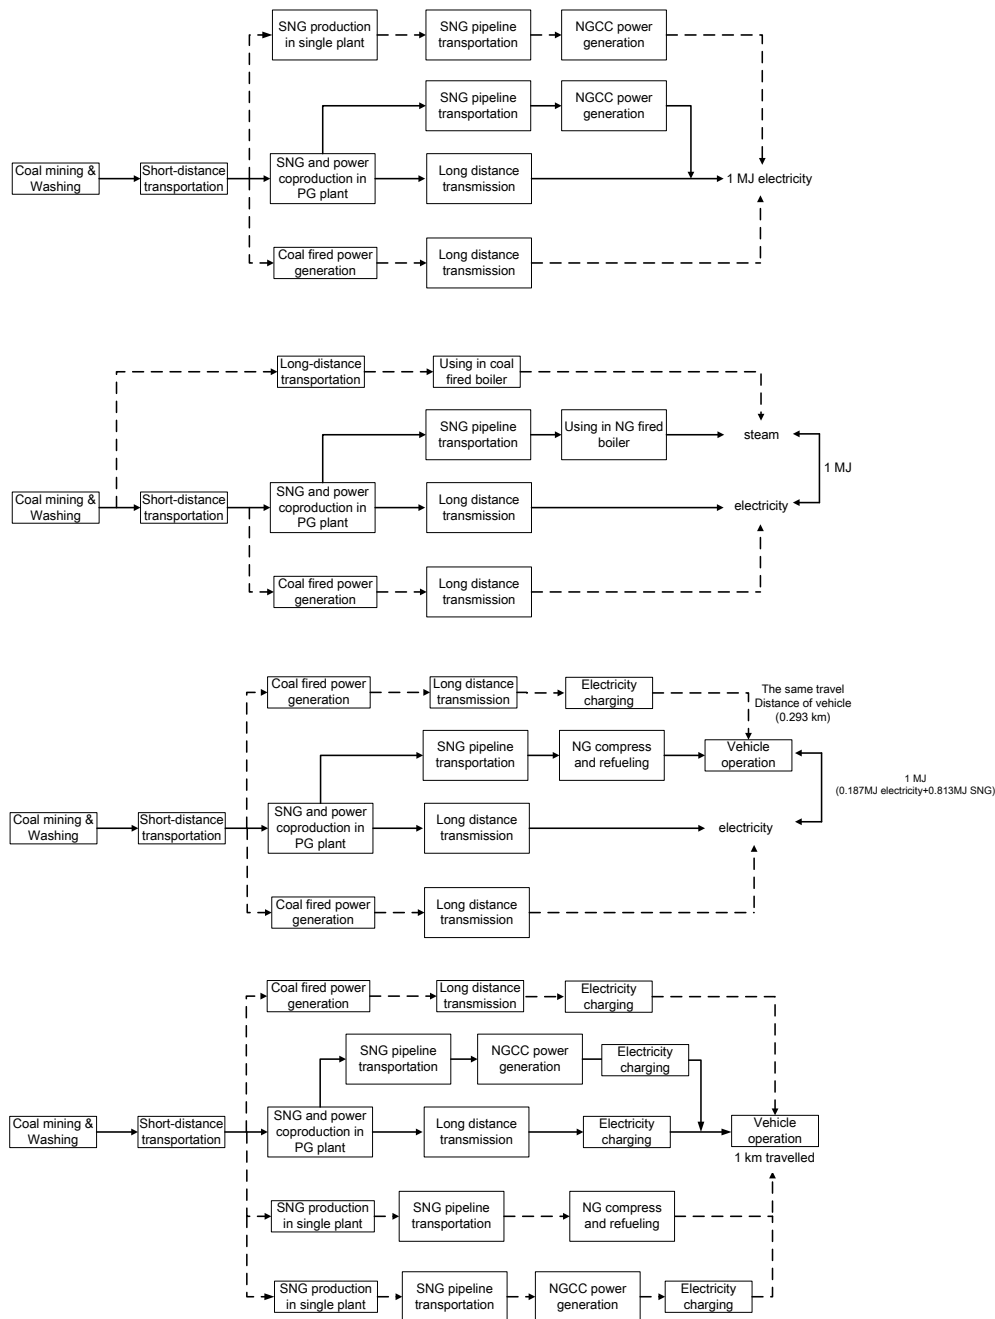 SNG production
in single plant
SNG pipeline
transportation
NGCC power
generation
SNG pipeline
transportation
NGCC power
generation
Coal mining &
Washing
Short-distance
transportation
SNG and power
coproduction in
PG plant
Long distance
transmission
1 MJ electricity
Coal fired power
generation
Long distance
transmission
Long-distance
transportation
Using in coal
fired boiler
SNG pipeline
transportation
Using in NG fired
boiler
steam
1 MJ
Coal mining &
Washing
Short-distance
transportation
SNG and power
coproduction in
PG plant
Long distance
transmission
electricity
Coal fired power
generation
Long distance
transmission
Coal fired power
generation
Long distance
transmission
Electricity
charging
The same travel
Distance of vehicle
(0.293 km)
SNG pipeline
transportation
NG compress
and refueling
Vehicle
operation
1 MJ
(0.187MJ electricity+0.813MJ SNG)
Coal mining &
Washing
Short-distance
transportation
SNG and power
coproduction in
PG plant
Long distance
transmission
electricity
Coal fired power
generation
Long distance
transmission
Coal fired power
generation
Long distance
transmission
Electricity
charging
SNG pipeline
transportation
NGCC power
generation
Electricity
charging
Coal mining &
Washing
Short-distance
transportation
SNG and power
coproduction in
PG plant
Long distance
transmission
Electricity
charging
Vehicle
operation
1 km travelled
SNG production
in single plant
SNG pipeline
transportation
NG compress
and refueling
SNG production
in single plant
SNG pipeline
transportation
NGCC power
generation
Electricity
charging